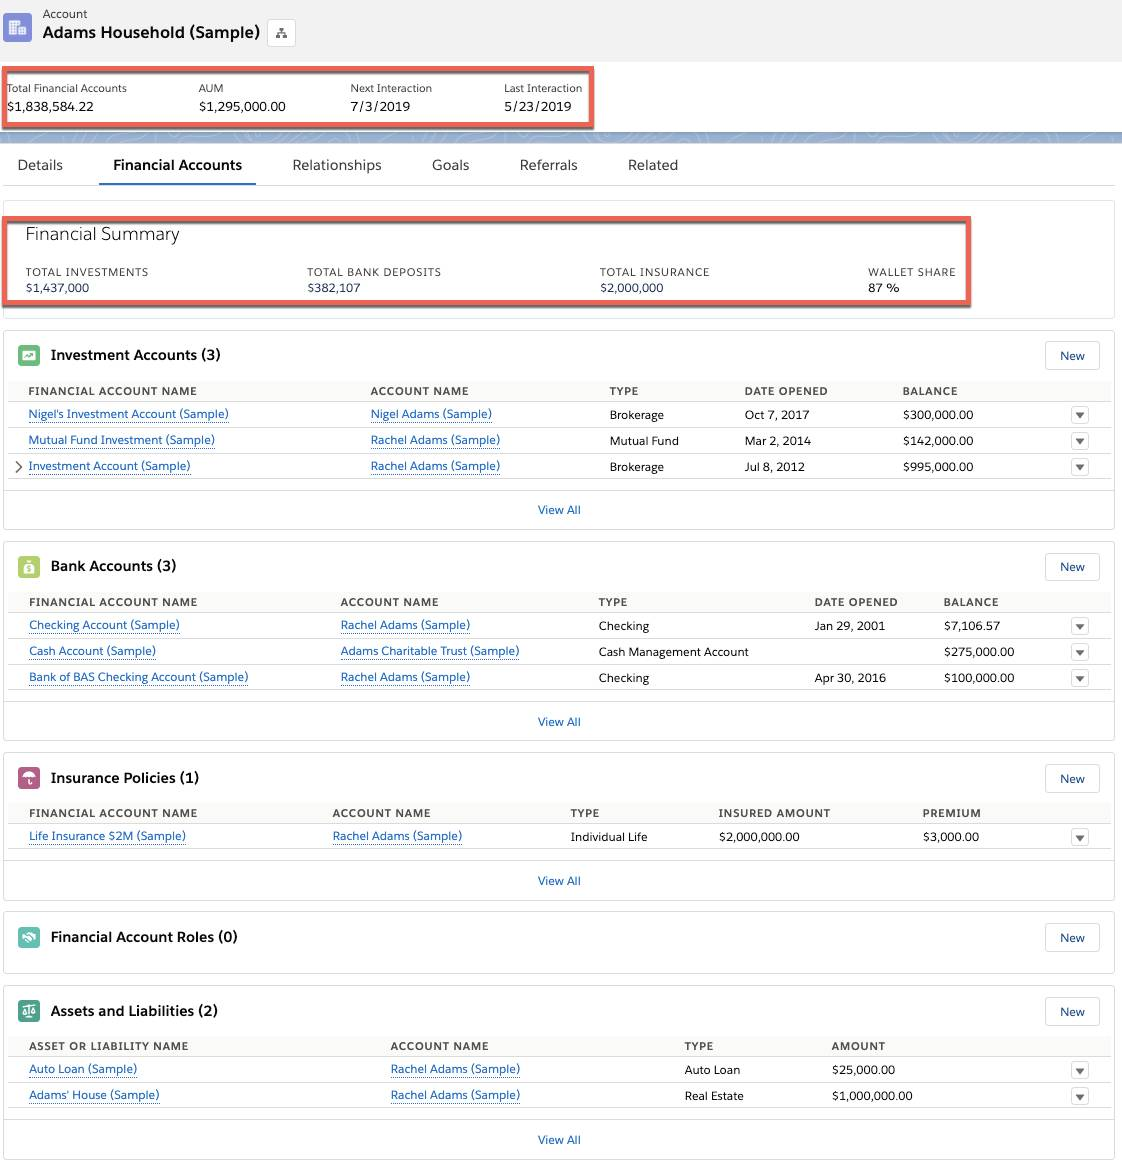 Account
Adams Household (Sample)
Total Financial Accounts AUM Next Interaction Last Interaction
$1,838,584.22 $1,295,000.00 7/3/2019 5/23/2019
Details Financial Accounts Relationships Goals Referrals Related
Financial Summary
TOTAL INVESTMENTS TOTAL BANK DEPOSITS TOTAL INSURANCE WALLET SHARE
$1,437,000 $382,107 $2,000,000 87 %
Investment Accounts (3) New
FINANCIAL ACCOUNT NAME ACCOUNT NAME TYPE DATE OPENED BALANCE
Nigel's Investment Account (Sample) Nigel Adams (Sample) Brokerage Oct 7, 2017 $300,000.00
Mutual Fund Investment (Sample) Rachel Adams (Sample) Mutual Fund Mar 2, 2014 $142,000.00
Investment Account (Sample) Rachel Adams (Sample) Brokerage Jul 8, 2012 $995,000.00
View All
Bank Accounts (3) New
FINANCIAL ACCOUNT NAME ACCOUNT NAME TYPE DATE OPENED BALANCE
Checking Account (Sample) Rachel Adams (Sample) Checking Jan 29, 2001 $7,106.57
Cash Account (Sample) Adams Charitable Trust (Sample) Cash Management Account $275,000.00
Bank of BAS Checking Account (Sample) Rachel Adams (Sample) Checking Apr 30, 2016 $100,000.00
View All
Insurance Policies (1) New
FINANCIAL ACCOUNT NAME ACCOUNT NAME TYPE INSURED AMOUNT PREMIUM
Life Insurance $2M (Sample) Rachel Adams (Sample) Individual Life $2,000,000.00 $3,000.00
View All
Financial Account Roles (0) New
Assets and Liabilities (2) New
ASSET OR LIABILITY NAME ACCOUNT NAME TYPE AMOUNT
Auto Loan (Sample) Rachel Adams (Sample) Auto Loan $25,000.00
Adams' House (Sample) Rachel Adams (Sample) Real Estate $1,000,000.00
View All